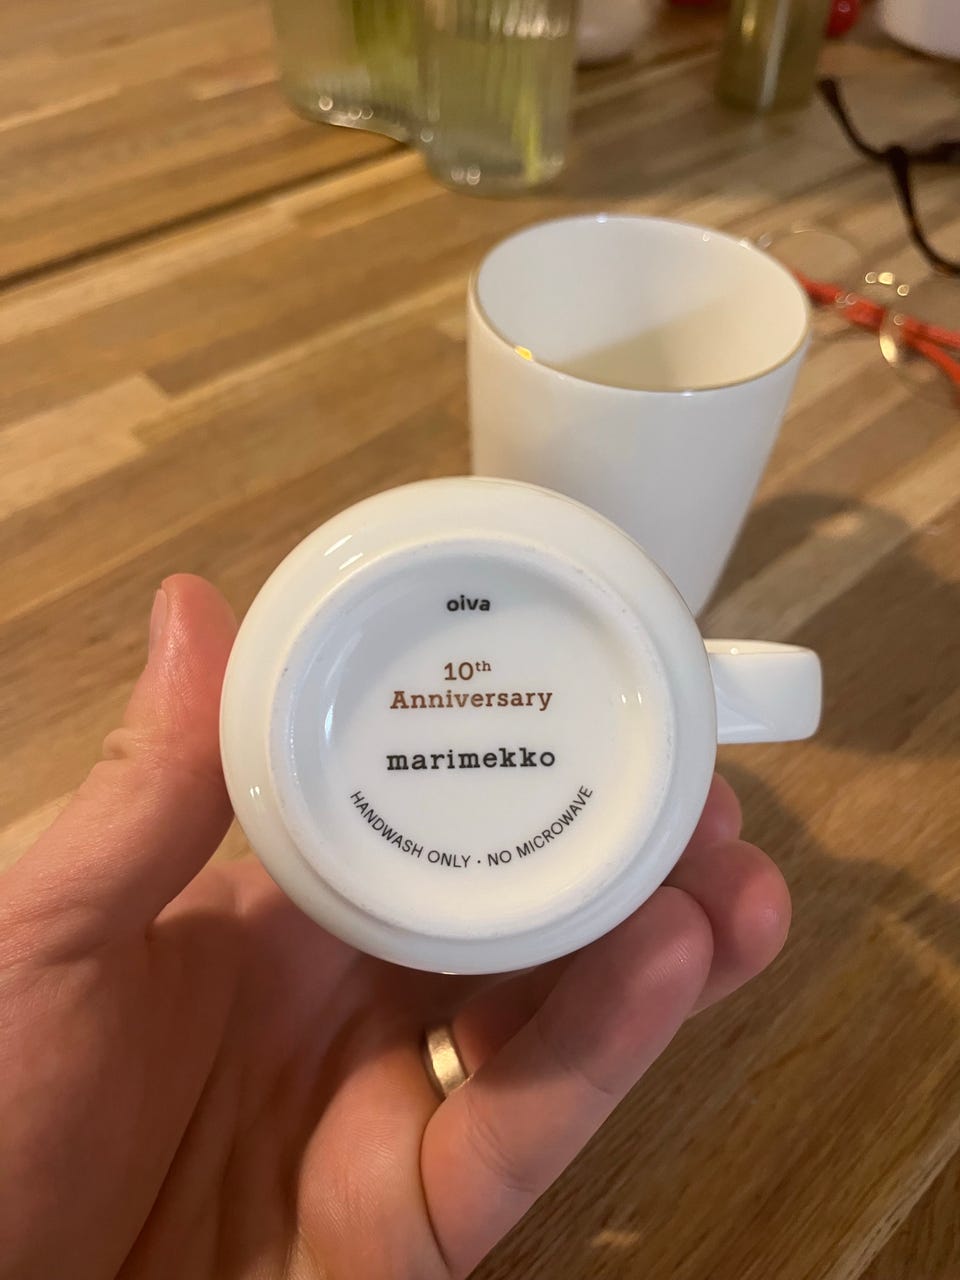 oiva
10th
Anniversary
marimekko
HANDWASH ONLY · NO MICROWAVE